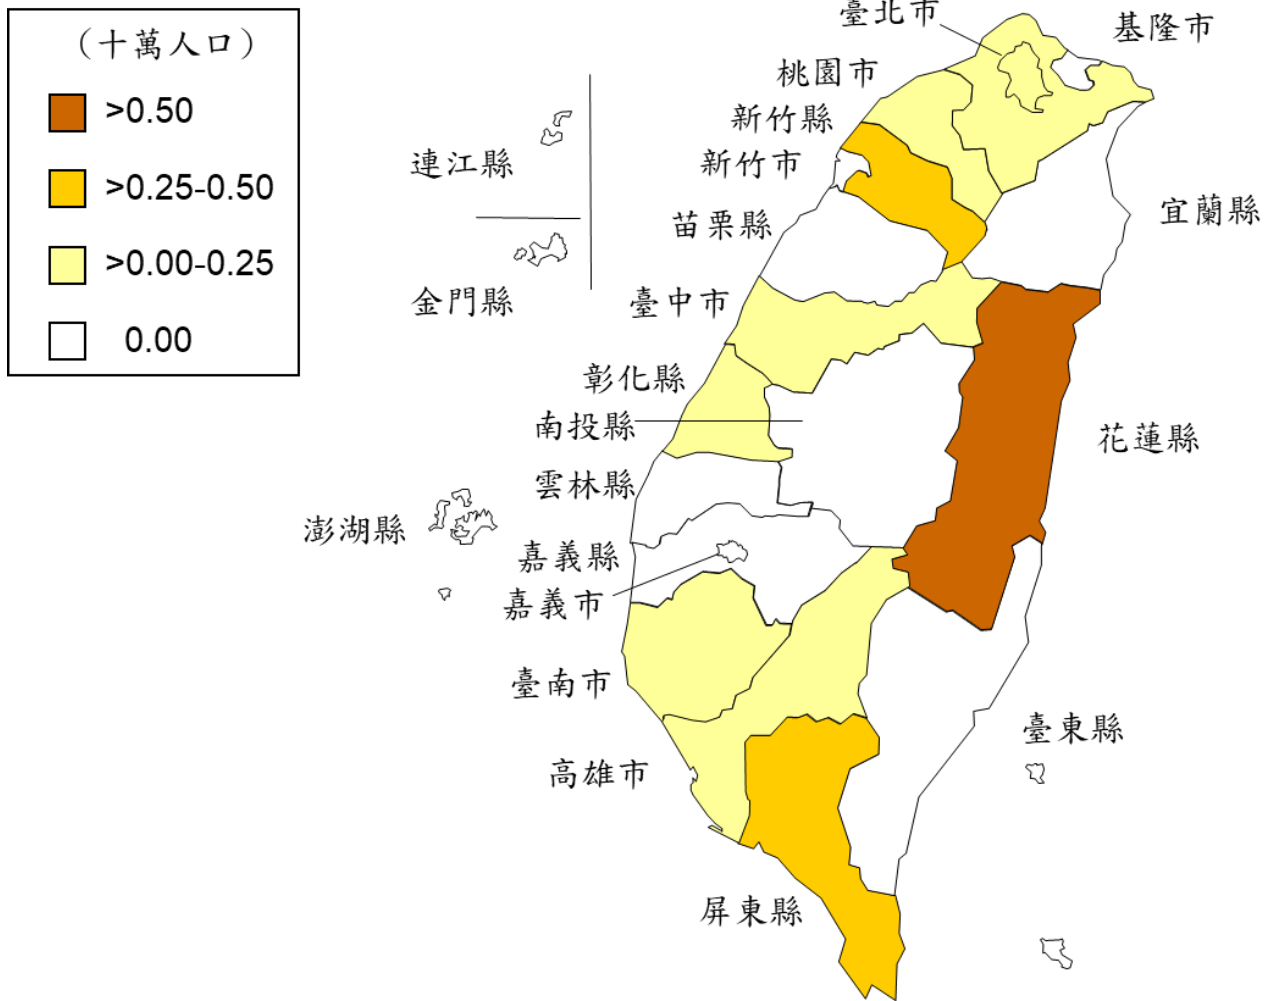 （十萬人口）
>0.50
>0.25-0.50
>0.00-0.25
0.00
臺北市
基隆市
桃園市
新竹縣
新竹市
連江縣
苗栗縣
宜蘭縣
金門縣
臺中市
彰化縣
南投縣
花蓮縣
雲林縣
澎湖縣
嘉義縣
嘉義市
臺南市
臺東縣
高雄市
屏東縣